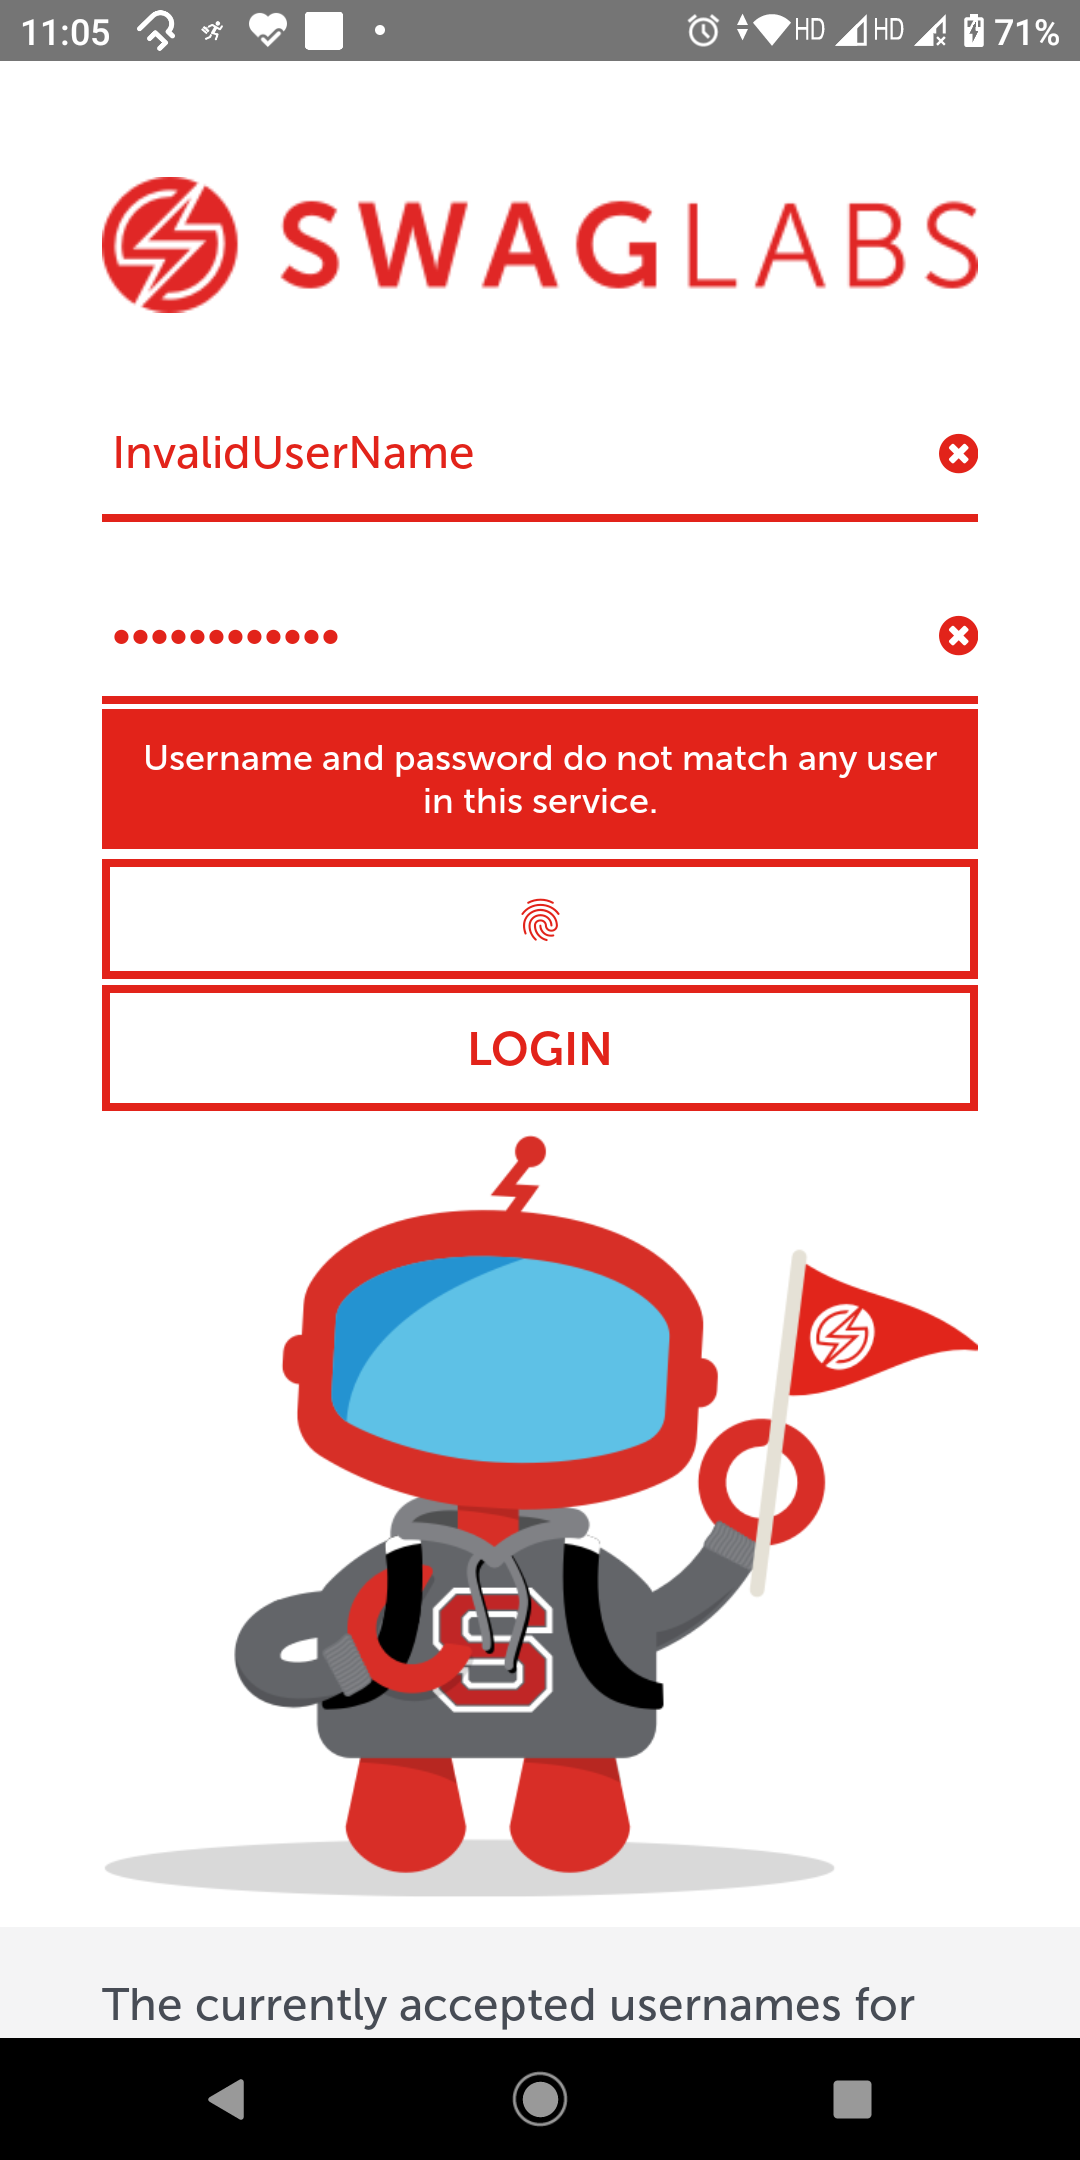 11:05 HD HD 71%
SWAGLABS
InvalidUserName
••••••••••••
Username and password do not match any user
in this service.
LOGIN
S
The currently accepted usernames for